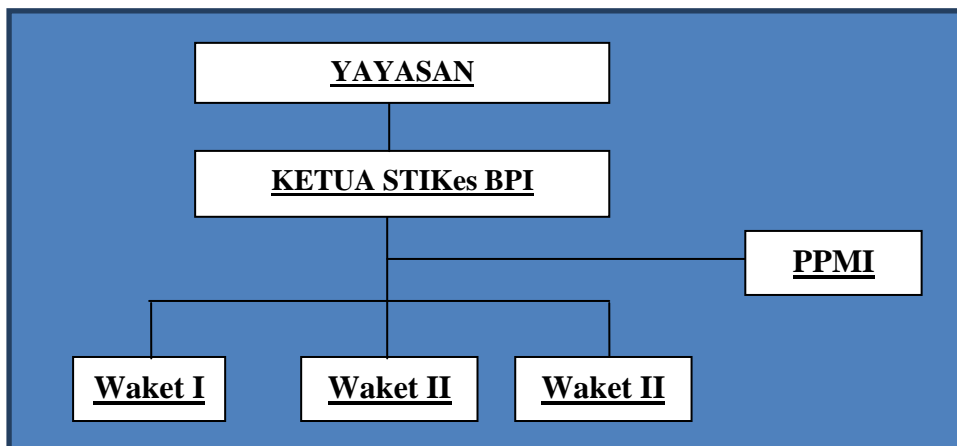 YAYASAN
KETUA STIKes BPI
PPMI
Waket I
Waket II
Waket II